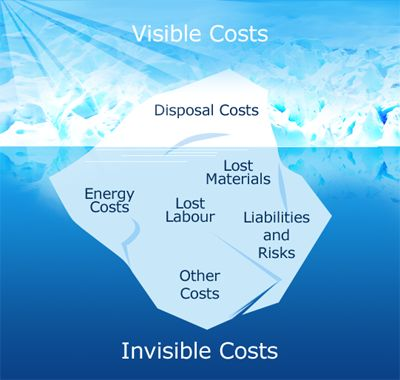 Visible Costs
Disposal Costs
Lost
Materials
Energy
Costs
Lost
Labour
Liabilities
and
Risks
Other
Costs
Invisible Costs